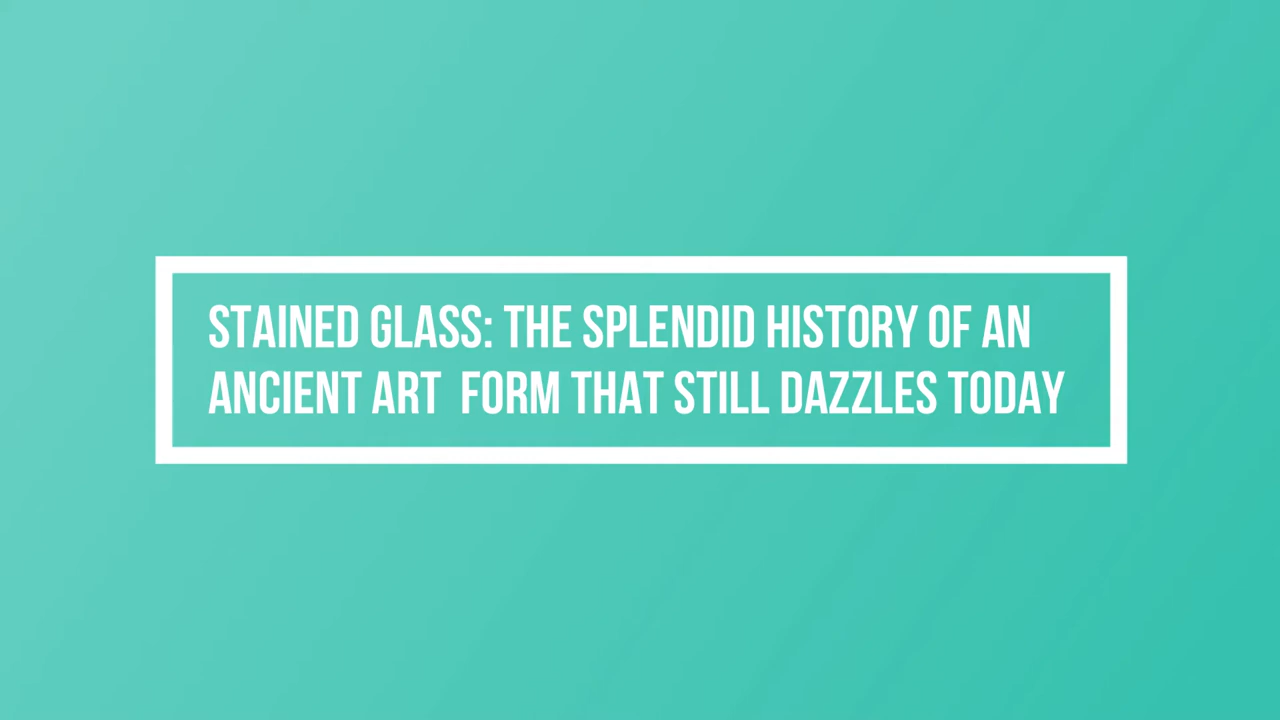 STAINED GLASS: THE SPLENDID HISTORY OF AN
ANCIENT ART  FORM THAT STILL DAZZLES TODAY